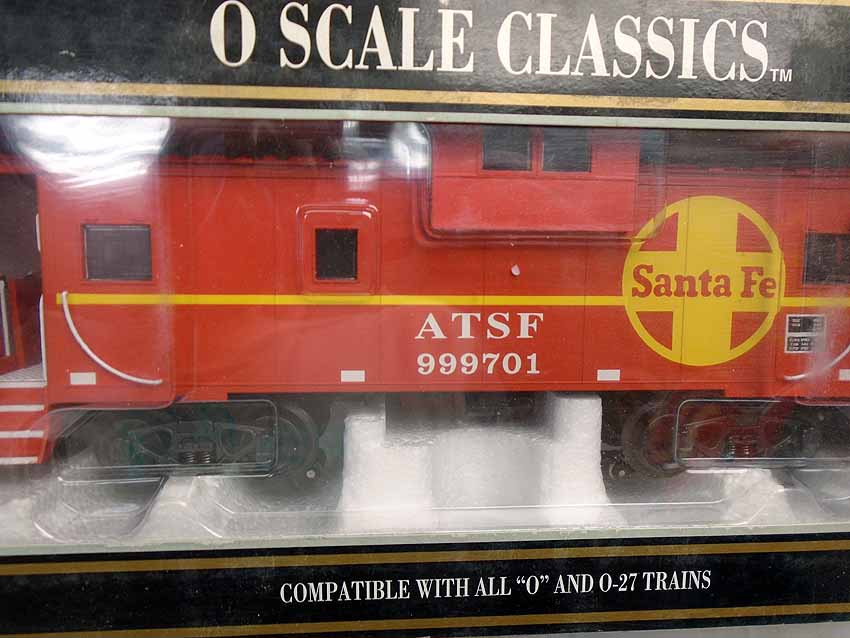 O SCALE CLASSICS™
Santa Fe
ATSF
999701
COMPATIBLE WITH ALL “O” AND O-27 TRAINS